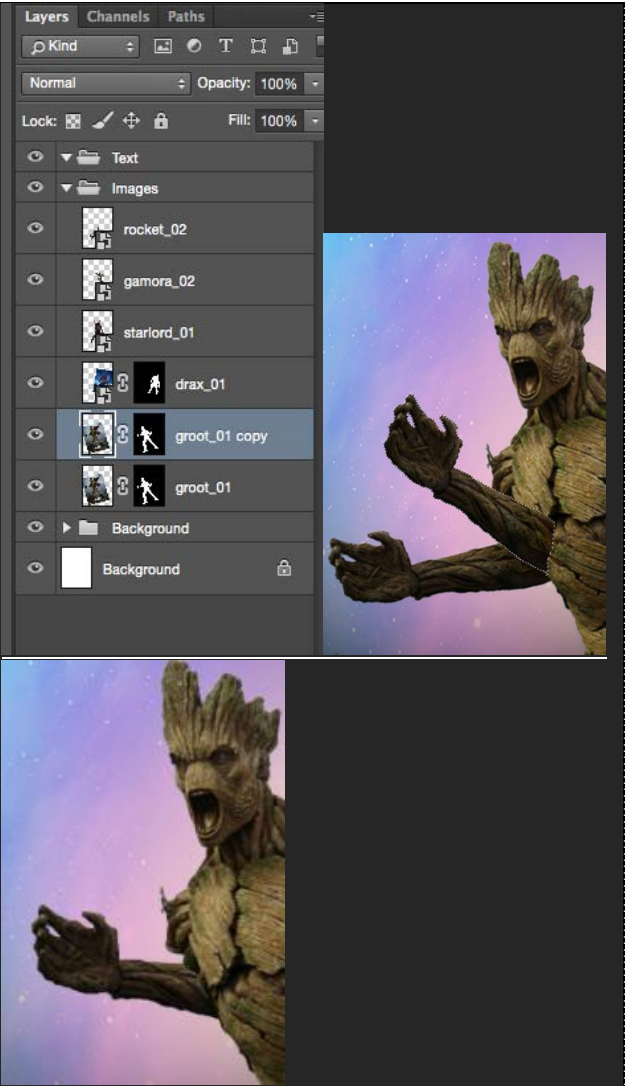 Layers Channels Paths
Kind T
Normal Opacity: 100%
Lock: Fill: 100%
Text
Images
rocket_02
gamora_02
starlord_01
drax_01
groot_01 copy
groot_01
Background
Background